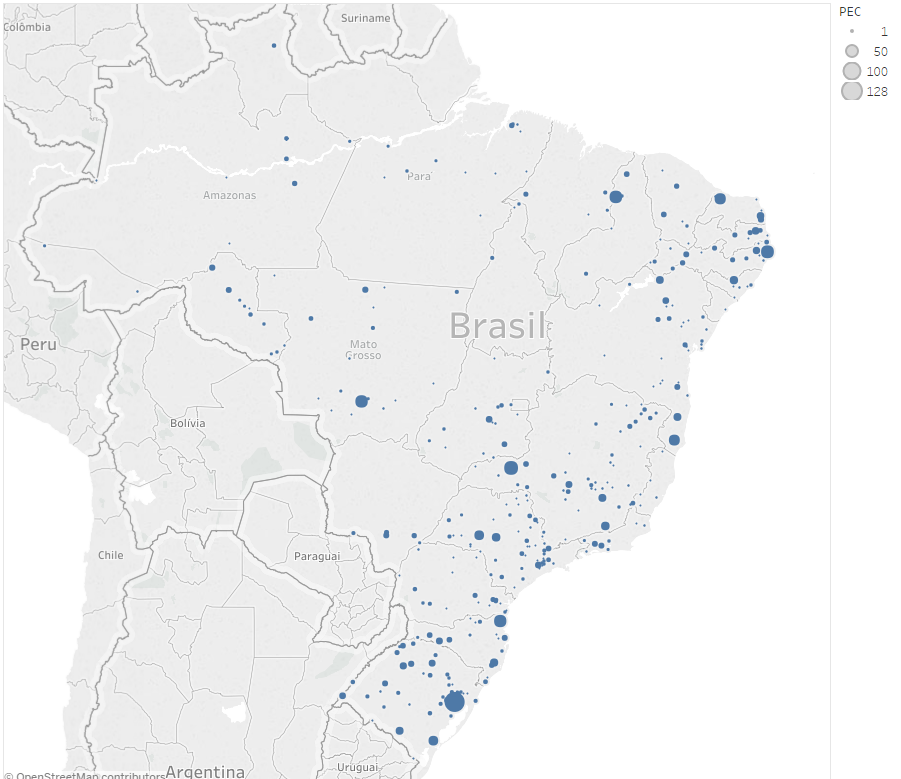 Suriname
Colômbia
PEC
1
50
100
128
Pará
Amazonas
Brasil
Peru
Mato
Grosso
Bolívia
Chile
Paraguai
Uruguai
Argentina
© OpenStreetMap contributors